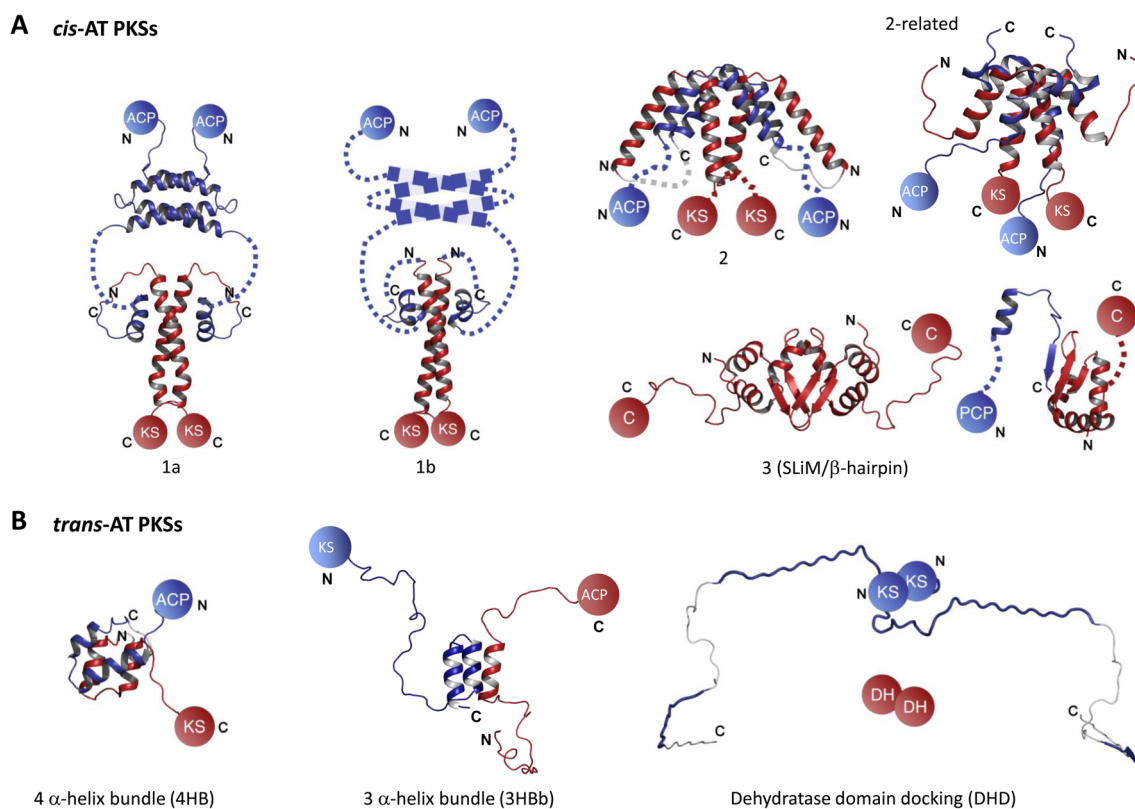 A cis-AT PKSs
2-related
C C
N N
ACP ACP
N N
ACP N N ACP
N N
C C
N N
ACP KS KS ACP
N C C N
2
ACP KS KS
N C C
ACP N
N N
C C
N N
C C
KS KS
C C
1a
KS KS
C C
1b
N N
C C
C C
3 (SLiM/β-hairpin)
C
C
C
PCP N
N
B trans-AT PKSs
ACP N
C
N
KS C
4 α-helix bundle (4HB)
KS
N
ACP
C
C
N
3 α-helix bundle (3HBb)
N
N KS KS
DH DH
C C
Dehydratase domain docking (DHD)